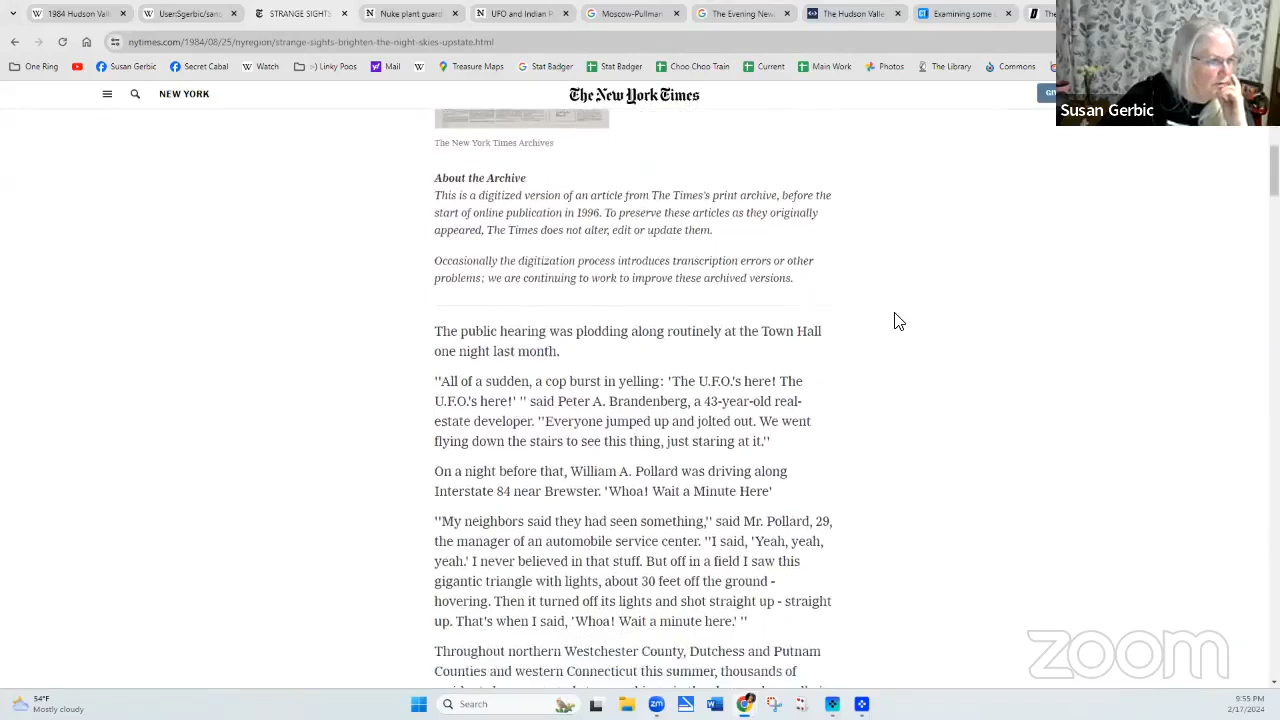 1984 Hudson Vall
UserVeck/1984 Hu
STRANGE SIGHTS
Nuke plant target
UFO haven under
Moss-Pullman
The Evening New
The Hudson Valle
Examining some
nytimes.com/1984/08/25/nyregion/strange-sights-brighten-the-night-skies-upstate.html
One Ring
Susan Gerbic
Secret Cabal
Watch
:-) Linky Poo
Y.Mail
Treasure Maps
Stat Badger
Stat Badger
Choo Choo Train
Current
Main Work
Photos
The Library
Commons
NEW YORK
The New York Times
Susan Gerbic
The New York Times Archives
About the Archive
This is a digitized version of an article from The Times's print archive, before the
start of online publication in 1996. To preserve these articles as they originally
appeared, The Times does not alter, edit or update them.
Occasionally the digitization process introduces transcription errors or other
problems; we are continuing to work to improve these archived versions.
The public hearing was plodding along routinely at the Town Hall
one night last month.
''All of a sudden, a cop burst in yelling: 'The U.F.O.'s here! The
U.F.O.'s here!' '' said Peter A. Brandenberg, a 43-year-old real-
estate developer. ''Everyone jumped up and jolted out. We went
flying down the stairs to see this thing, just staring at it.''
On a night before that, William A. Pollard was driving along
Interstate 84 near Brewster. 'Whoa! Wait a Minute Here'
''My neighbors said they had seen something,'' said Mr. Pollard, 29,
the manager of an automobile service center. ''I said, 'Yeah, yeah,
yeah.' I never believed in that stuff. But off in a field I saw this
gigantic triangle with lights, about 30 feet off the ground -
hovering. Then it turned off its lights and shot straight up - straight
up. That's when I said, 'Whoa! Wait a minute here.' ''
Throughout northern Westchester County, Dutchess and Putnam
Counties and western Connecticut this summer, thousands of
zoom
54°F
Mostly cloudy
Search
9:55 PM
2/17/2024